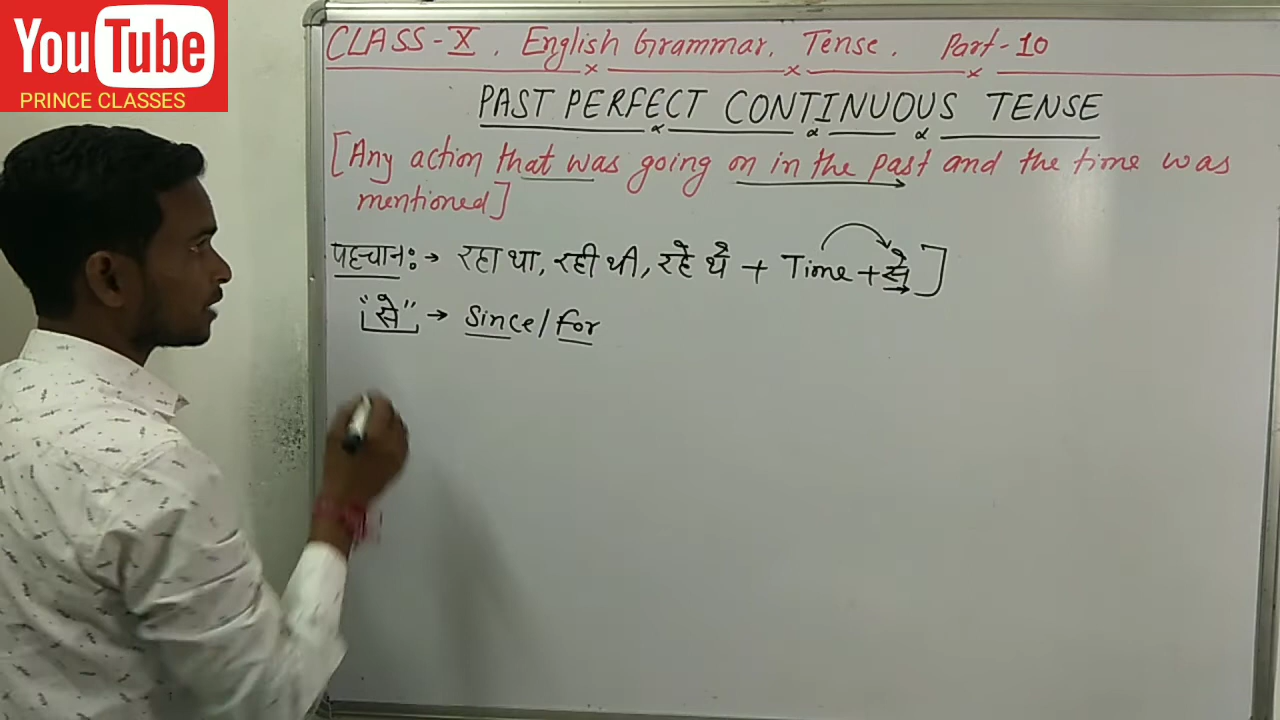 YouTube
PRINCE CLASSES
CLASS-X. English Grammar. Tense. Part-10
PAST PERFECT CONTINUOUS TENSE
[Any action that was going on in the past and the time was
mentioned]
पहचान:→ रहा था, रही थी, रहे थे + Time + से]
"से" → Since/for